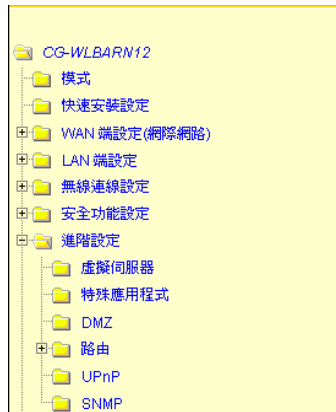 CG-WLBARN12
模式
快速安裝設定
WAN 端設定(網際網路)
LAN 端設定
無線連線設定
安全功能設定
進階設定
虛擬伺服器
特殊應用程式
DMZ
路由
UPnP
SNMP